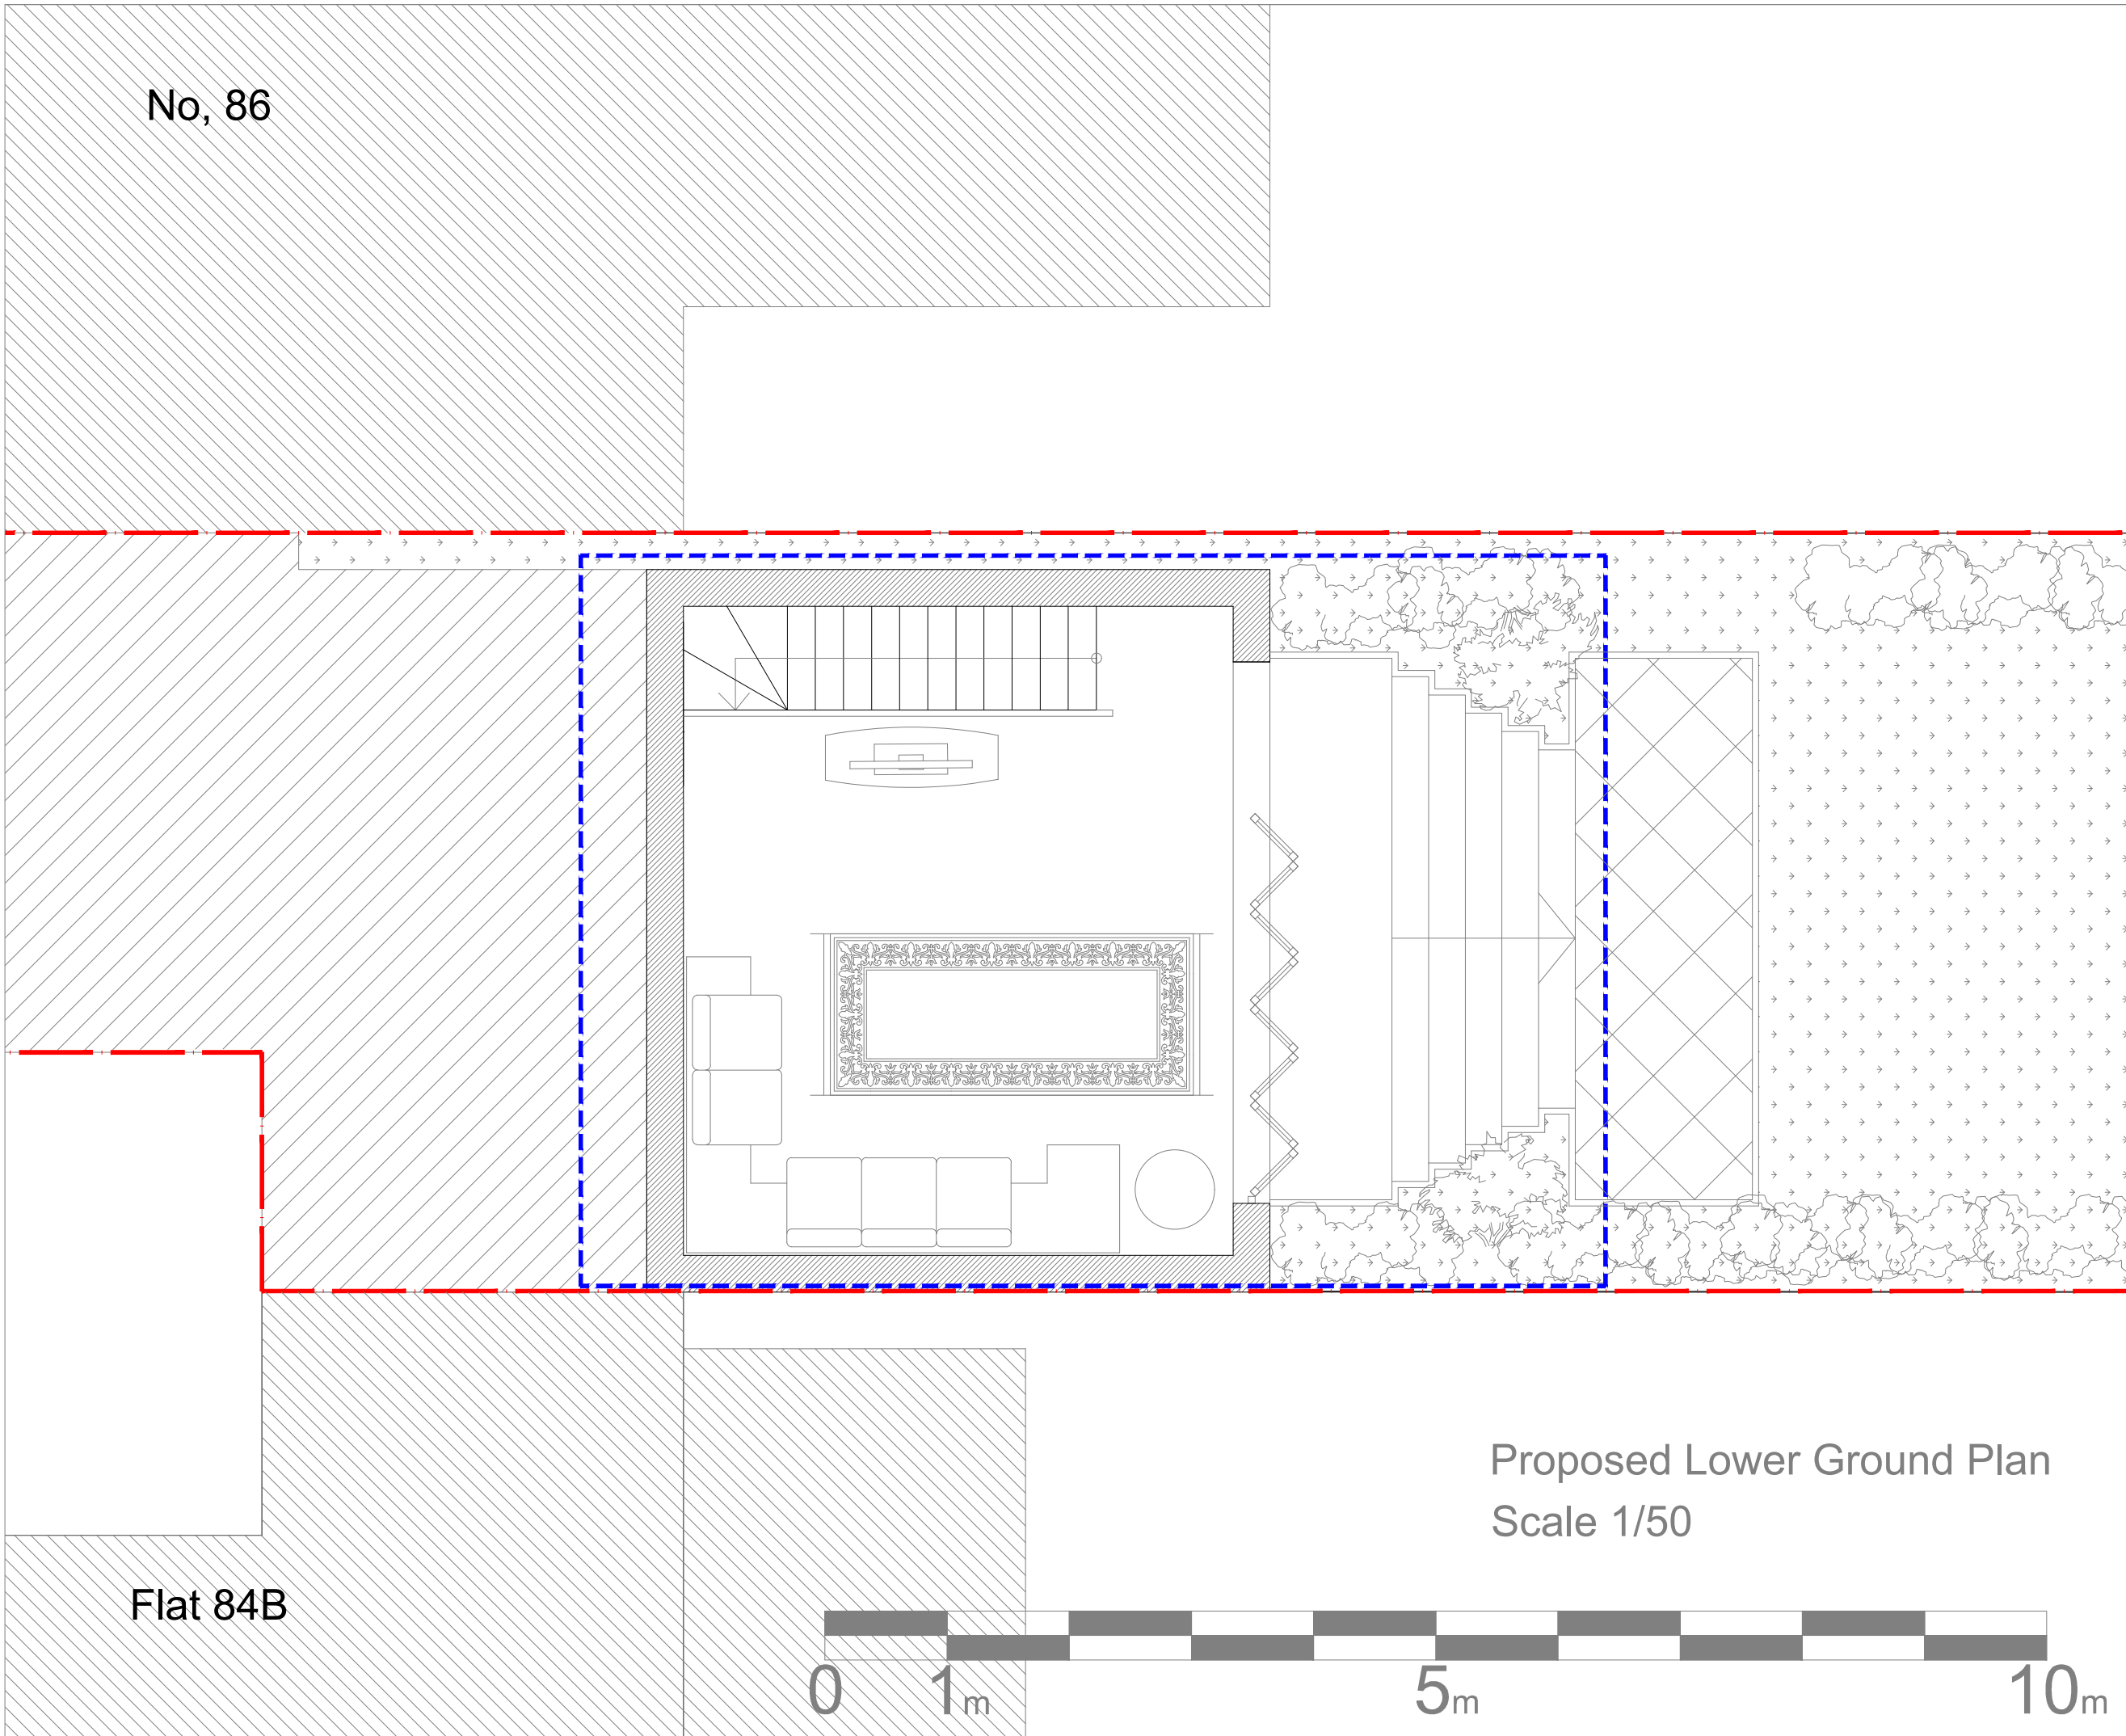 No, 86
Proposed Lower Ground Plan
Scale 1/50
Flat 84B
0 1m 5m 10m